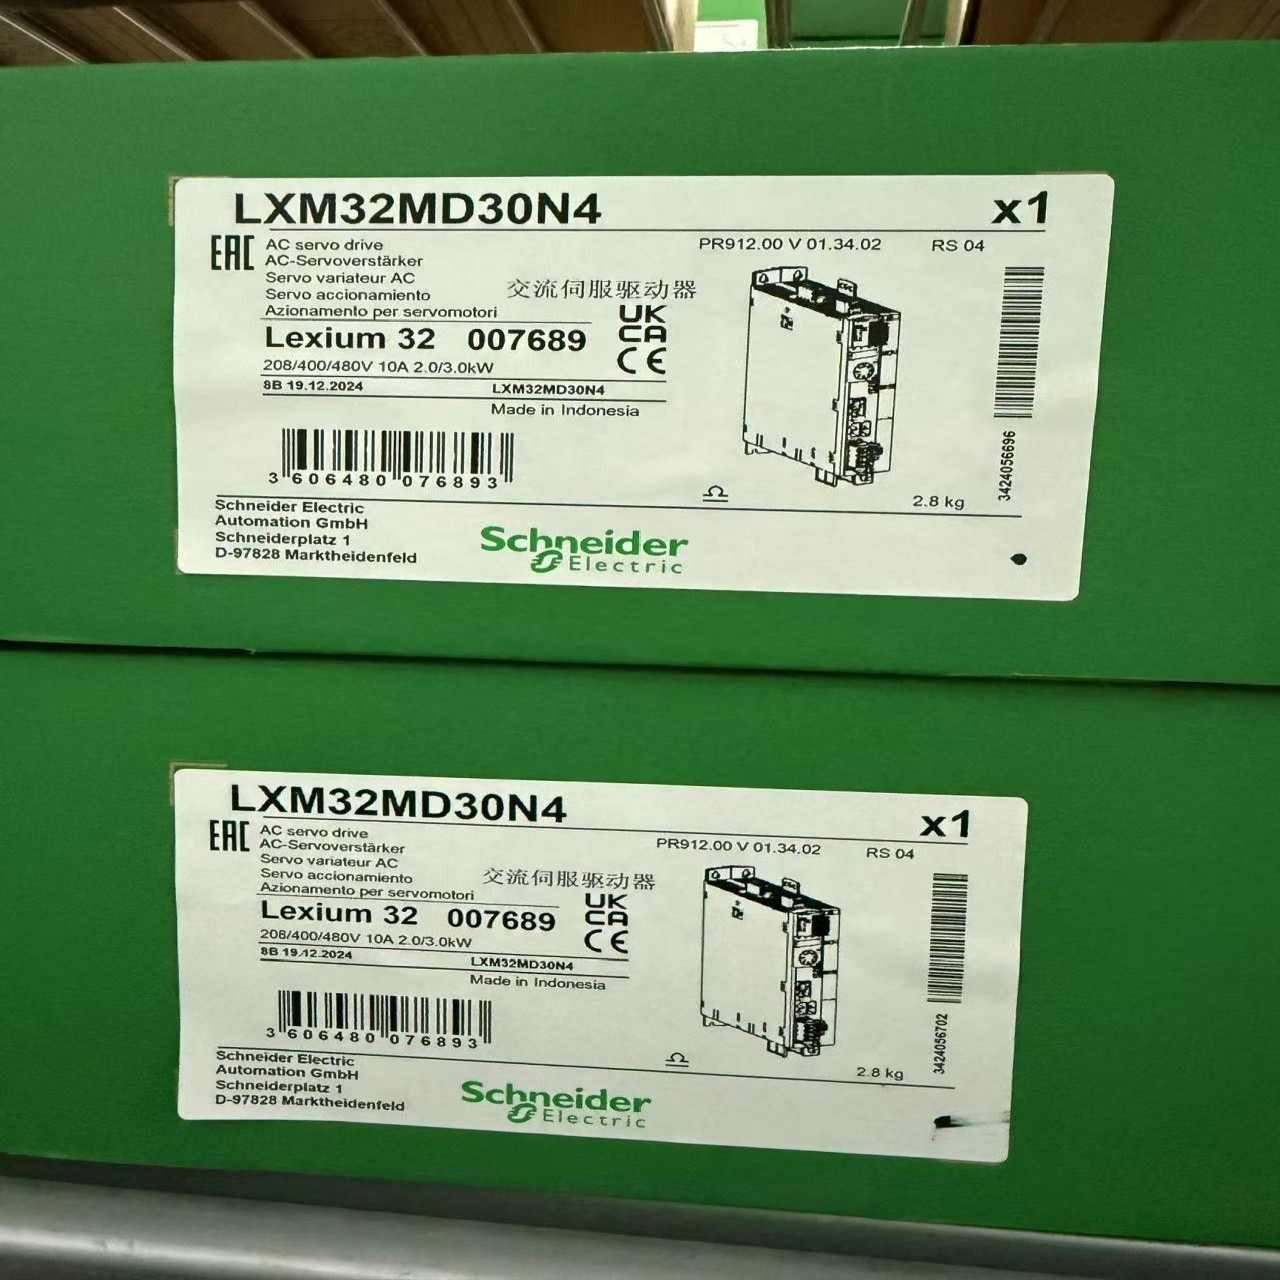 LXM32MD30N4 x1
EAC AC servo drive PR912.00 V 01.34.02 RS 04
AC-Servoverstärker
Servo variateur AC
Servo accionamiento 交流伺服驱动器
Azionamento per servomotori UK
Lexium 32 007689 CA
208/400/480V 10A 2.0/3.0kW CE
8B 19.12.2024 LXM32MD30N4
Made in Indonesia
3424056696
3 606480 076893
2.8 kg
Schneider Electric
Automation GmbH
Schneiderplatz 1
D-97828 Marktheidenfeld
Schneider
Electric
LXM32MD30N4 x1
EAC AC servo drive PR912.00 V 01.34.02 RS 04
AC-Servoverstärker
Servo variateur AC
Servo accionamiento 交流伺服驱动器
Azionamento per servomotori UK
Lexium 32 007689 CA
208/400/480V 10A 2.0/3.0kW CE
8B 19.12.2024 LXM32MD30N4
Made in Indonesia
3424056702
3 606480 076893
2.8 kg
Schneider Electric
Automation GmbH
Schneiderplatz 1
D-97828 Marktheidenfeld
Schneider
Electric